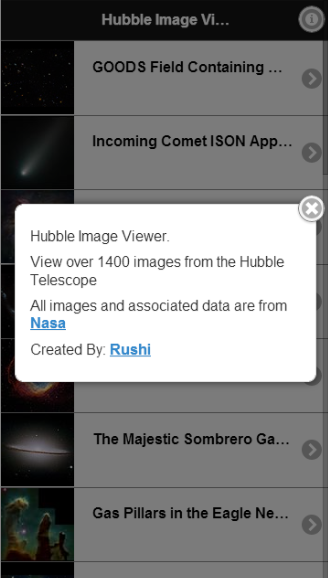 Hubble Image Vi...
GOODS Field Containing ...
Incoming Comet ISON App...
Hubble Image Viewer.
View over 1400 images from the Hubble
Telescope
All images and associated data are from
Nasa
Created By: Rushi
The Majestic Sombrero Ga...
Gas Pillars in the Eagle Ne...